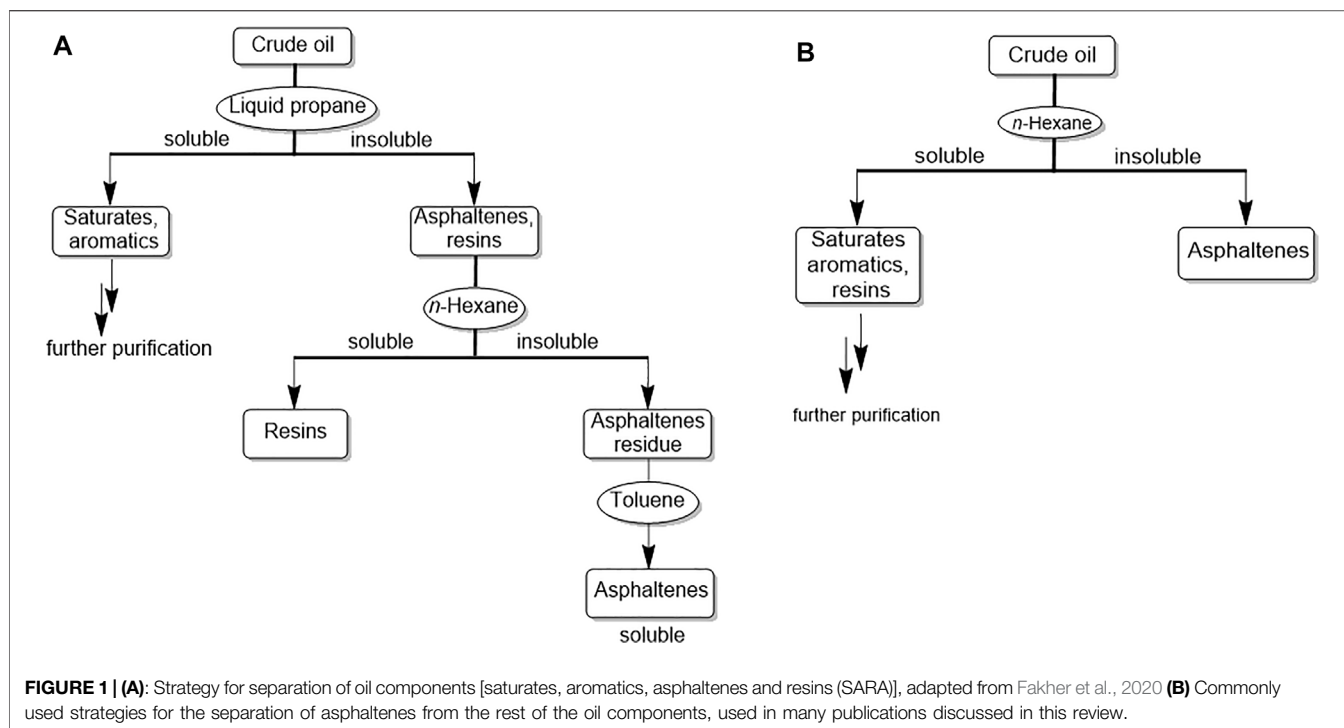 A
Crude oil
Liquid propane
soluble
insoluble
Saturates,
aromatics
Asphaltenes,
resins
further purification
n-Hexane
soluble
insoluble
Resins
Asphaltenes
residue
Toluene
Asphaltenes
soluble
B
Crude oil
n-Hexane
soluble
insoluble
Saturates
aromatics,
resins
Asphaltenes
further purification
FIGURE 1 | (A): Strategy for separation of oil components [saturates, aromatics, asphaltenes and resins (SARA)], adapted from Fakher et al., 2020 (B) Commonly
used strategies for the separation of asphaltenes from the rest of the oil components, used in many publications discussed in this review.